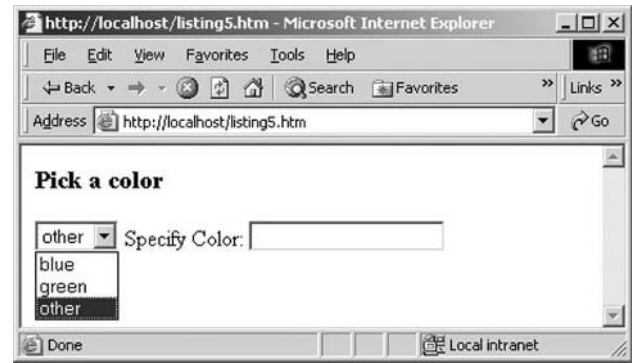 http://localhost/listing5.htm - Microsoft Internet Explorer
File Edit View Favorites Tools Help
Back Search Favorites » Links »
Address http://localhost/listing5.htm Go
Pick a color
other Specify Color:
blue
green
other
Done Local intranet